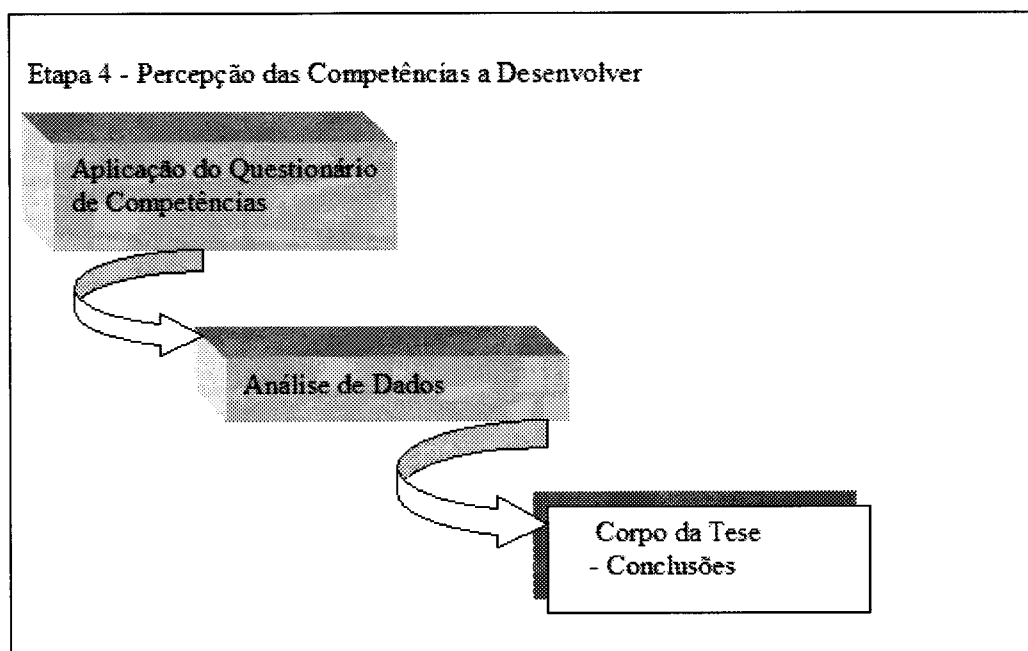 Etapa 4 - Percepção das Competências a Desenvolver
Aplicação do Questionário
de Competências
Análise de Dados
Corpo da Tese
- Conclusões